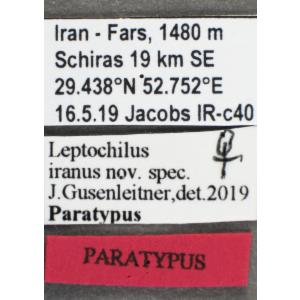 Iran - Fars, 1480 m
Schiras 19 km SE
29.438°N 52.752°E
16.5.19 Jacobs IR-c40
Leptochilus ♀
iranus nov. spec.
J.Gusenleitner,det.2019
Paratypus
PARATYPUS